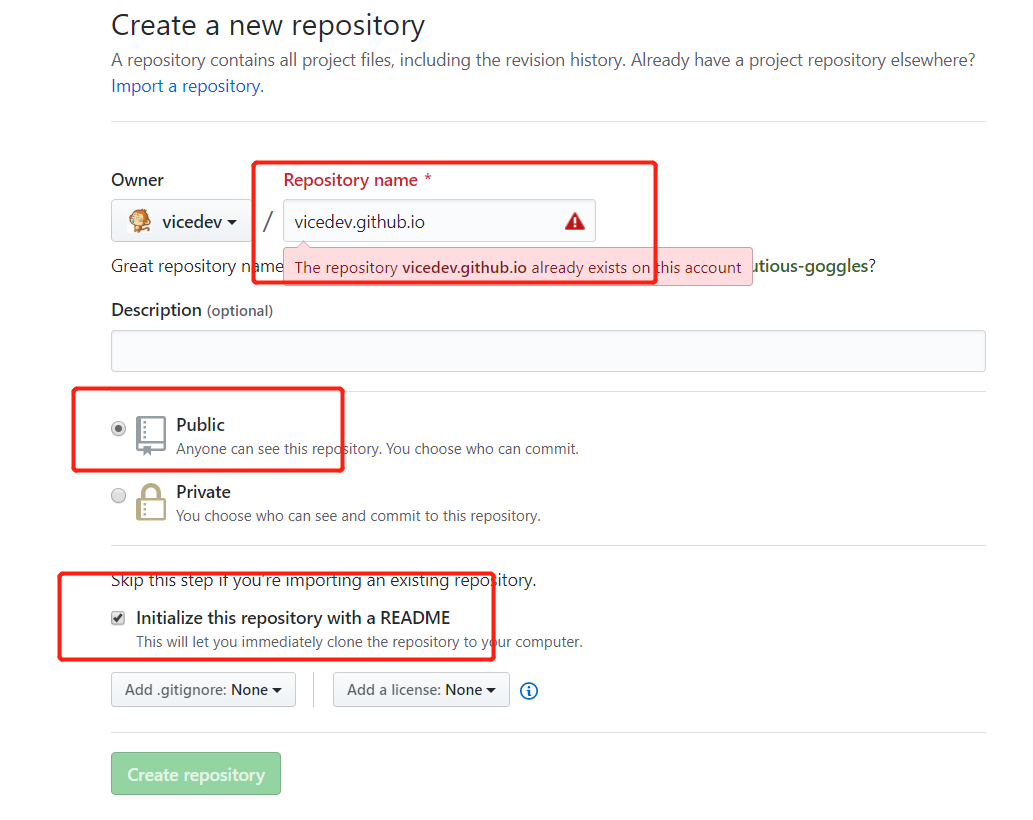 Create a new repository
A repository contains all project files, including the revision history. Already have a project repository elsewhere?
Import a repository.
Owner
Repository name *
vicedev / vicedev.github.io
Great repository name
The repository vicedev.github.io already exists on this account
utious-goggles?
Description (optional)
Public
Anyone can see this repository. You choose who can commit.
Private
You choose who can see and commit to this repository.
Skip this step if you're importing an existing repository.
Initialize this repository with a README
This will let you immediately clone the repository to your computer.
Add .gitignore: None
Add a license: None
Create repository